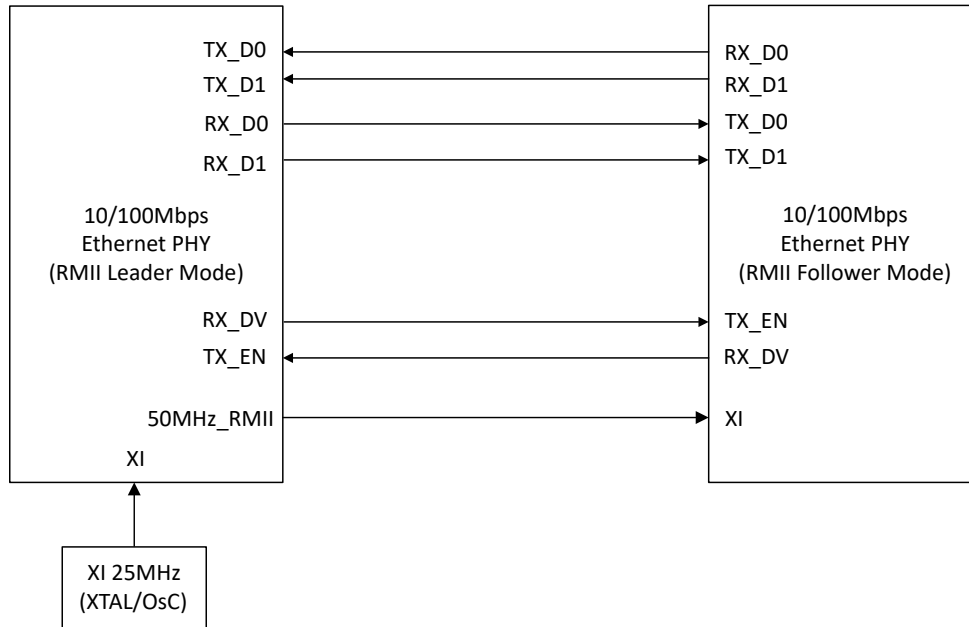 TX_D0
TX_D1
RX_D0
RX_D1
10/100Mbps
Ethernet PHY
(RMII Leader Mode)
RX_DV
TX_EN
50MHz_RMII
XI
XI 25MHz
(XTAL/OsC)
RX_D0
RX_D1
TX_D0
TX_D1
10/100Mbps
Ethernet PHY
(RMII Follower Mode)
TX_EN
RX_DV
XI